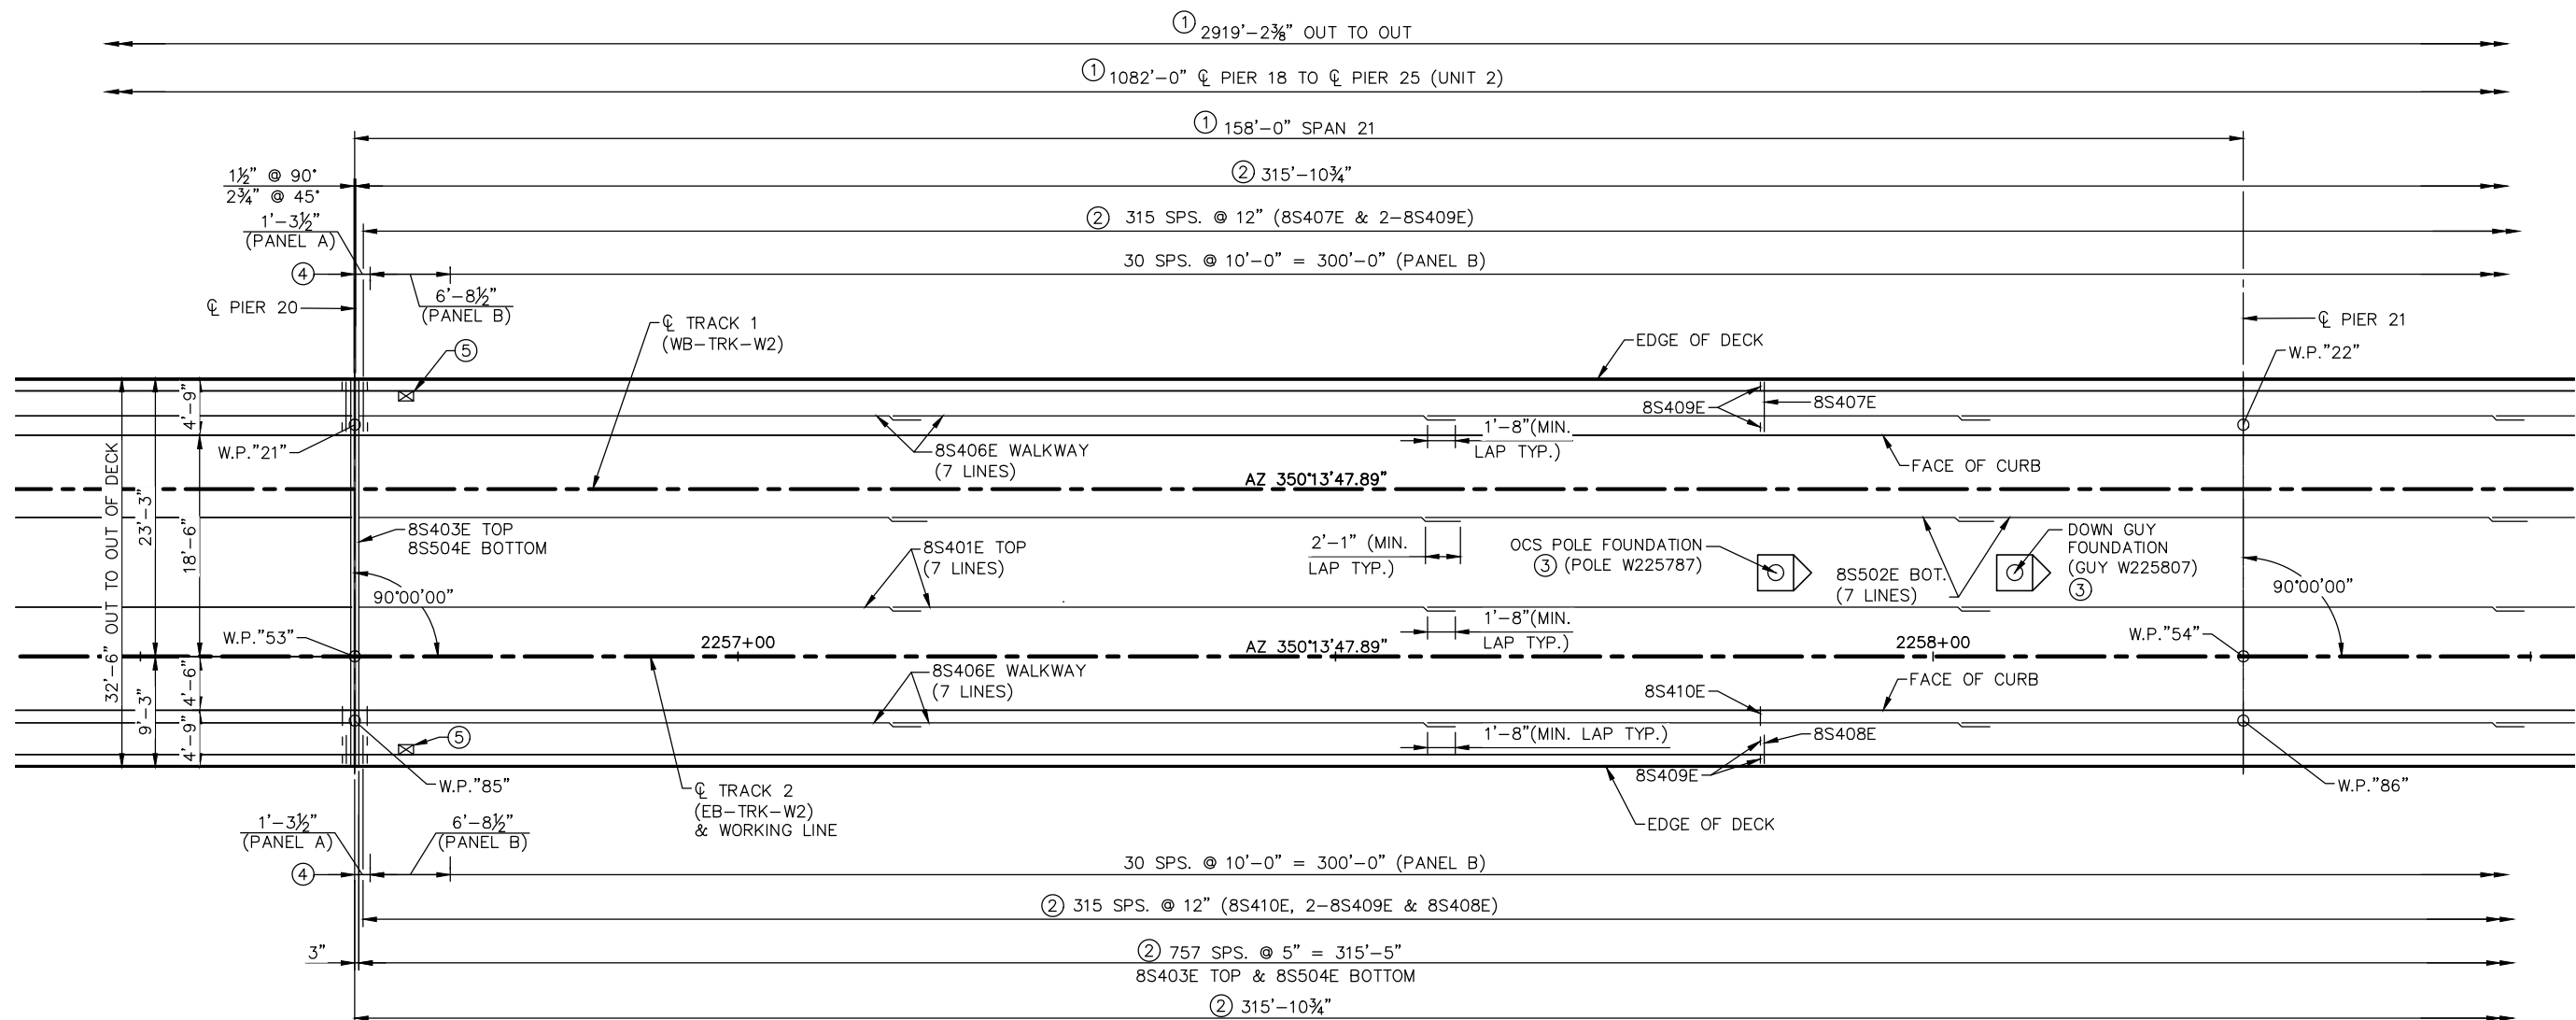 ① 2919'-2⅜" OUT TO OUT
① 1082'-0" ℄ PIER 18 TO ℄ PIER 25 (UNIT 2)
① 158'-0" SPAN 21
1½" @ 90°
2¾" @ 45°
② 315'-10¾"
1'-3½"
(PANEL A)
② 315 SPS. @ 12" (8S407E & 2-8S409E)
④
30 SPS. @ 10'-0" = 300'-0" (PANEL B)
6'-8½"
(PANEL B)
℄ PIER 20
℄ TRACK 1
(WB-TRK-W2)
℄ PIER 21
⑤
EDGE OF DECK
W.P."22"
4'-9"
8S409E
8S407E
W.P."21"
8S406E WALKWAY
(7 LINES)
1'-8"(MIN.
LAP TYP.)
FACE OF CURB
AZ 350°13'47.89"
32'-6" OUT TO OUT OF DECK
23'-3"
18'-6"
8S403E TOP
8S504E BOTTOM
8S401E TOP
(7 LINES)
2'-1" (MIN.
LAP TYP.)
OCS POLE FOUNDATION
③ (POLE W225787)
8S502E BOT.
(7 LINES)
DOWN GUY
FOUNDATION
(GUY W225807)
③
90°00'00"
90°00'00"
1'-8"(MIN.
LAP TYP.)
W.P."53"
2257+00
AZ 350°13'47.89"
2258+00
W.P."54"
9'-3"
4'-6"
4'-9"
8S406E WALKWAY
(7 LINES)
8S410E
FACE OF CURB
⑤
1'-8"(MIN. LAP TYP.)
8S408E
8S409E
W.P."85"
W.P."86"
℄ TRACK 2
(EB-TRK-W2)
& WORKING LINE
EDGE OF DECK
1'-3½"
(PANEL A)
6'-8½"
(PANEL B)
④
30 SPS. @ 10'-0" = 300'-0" (PANEL B)
② 315 SPS. @ 12" (8S410E, 2-8S409E & 8S408E)
3"
② 757 SPS. @ 5" = 315'-5"
8S403E TOP & 8S504E BOTTOM
② 315'-10¾"